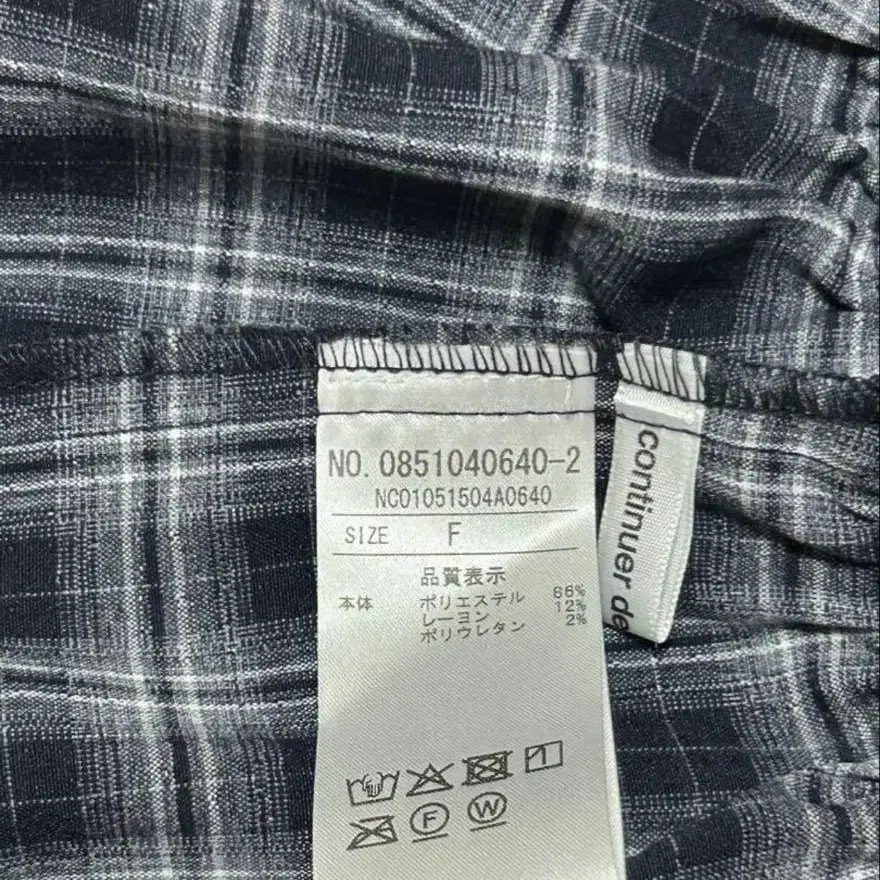 NO. 0851040640-2
NC01051504A0640
SIZE F
品質表示
本体 ポリエステル 86%
レーヨン 12%
ポリウレタン 2%
F W
continuer de